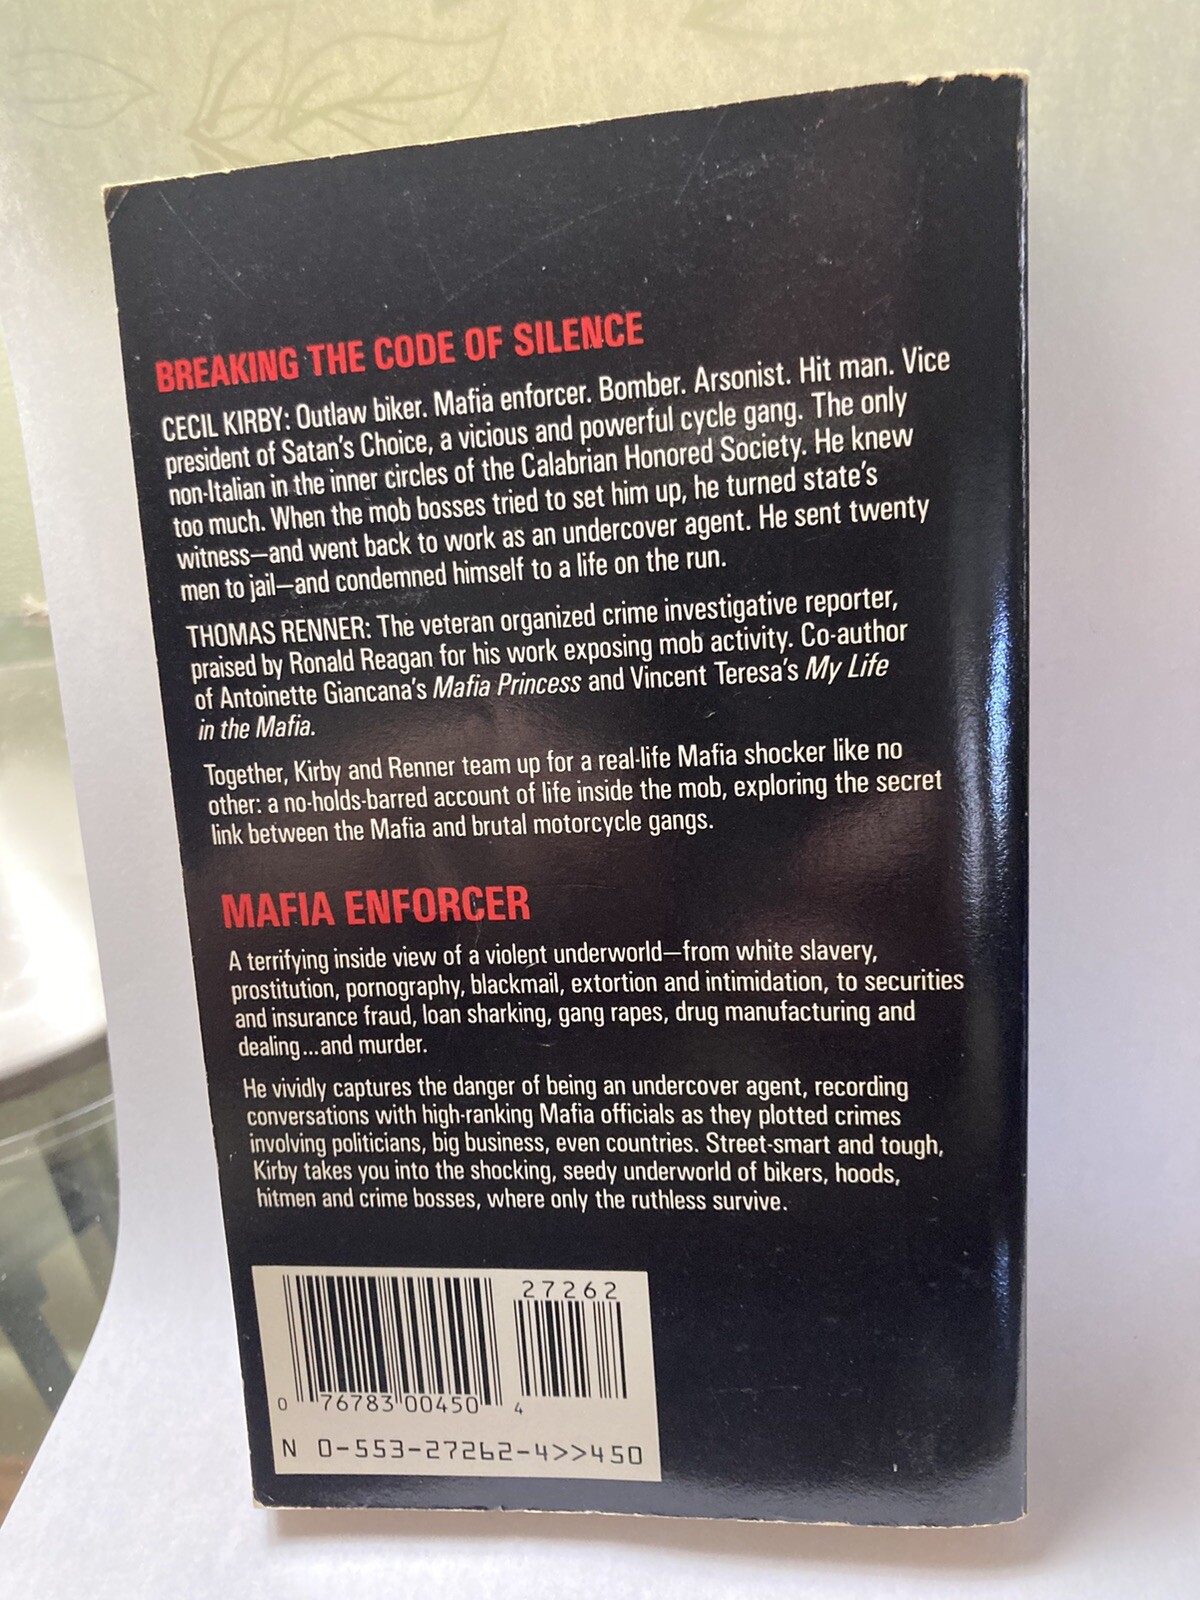 BREAKING THE CODE OF SILENCE
CECIL KIRBY: Outlaw biker. Mafia enforcer. Bomber. Arsonist. Hit man. Vice
president of Satan's Choice, a vicious and powerful cycle gang. The only
non-Italian in the inner circles of the Calabrian Honored Society. He knew
too much. When the mob bosses tried to set him up, he turned state's
witness—and went back to work as an undercover agent. He sent twenty
men to jail—and condemned himself to a life on the run.
THOMAS RENNER: The veteran organized crime investigative reporter,
praised by Ronald Reagan for his work exposing mob activity. Co-author
of Antoinette Giancana's Mafia Princess and Vincent Teresa's My Life
in the Mafia.
Together, Kirby and Renner team up for a real-life Mafia shocker like no
other: a no-holds-barred account of life inside the mob, exploring the secret
link between the Mafia and brutal motorcycle gangs.
MAFIA ENFORCER
A terrifying inside view of a violent underworld—from white slavery,
prostitution, pornography, blackmail, extortion and intimidation, to securities
and insurance fraud, loan sharking, gang rapes, drug manufacturing and
dealing...and murder.
He vividly captures the danger of being an undercover agent, recording
conversations with high-ranking Mafia officials as they plotted crimes
involving politicians, big business, even countries. Street-smart and tough,
Kirby takes you into the shocking, seedy underworld of bikers, hoods,
hitmen and crime bosses, where only the ruthless survive.
27262
0 76783 00450 4
N 0-553-27262-4>>450